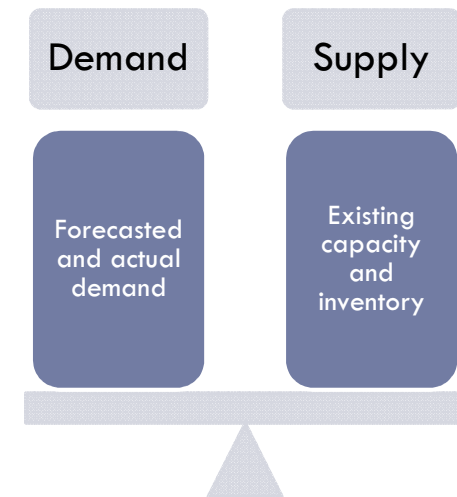 Demand
Supply
Forecasted
and actual
demand
Existing
capacity
and
inventory